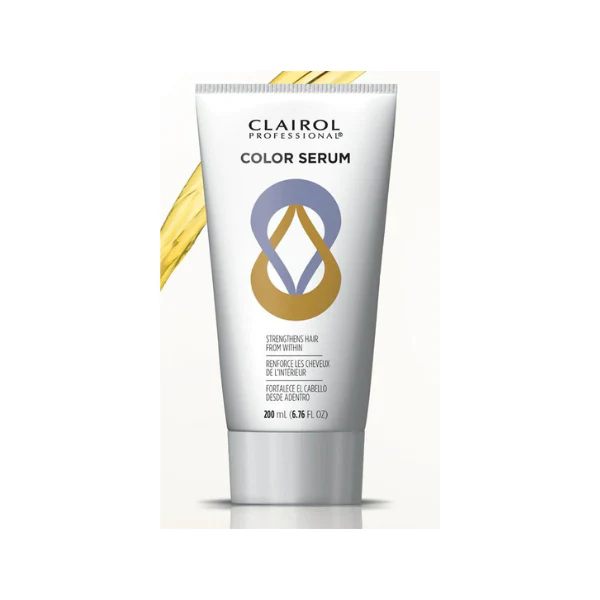 CLAIROL
PROFESSIONAL®
COLOR SERUM
STRENGTHENS HAIR
FROM WITHIN
RENFORCE LES CHEVEUX
DE L'INTÉRIEUR
FORTALECE EL CABELLO
DESDE ADENTRO
200 mL (6.76 FL OZ)